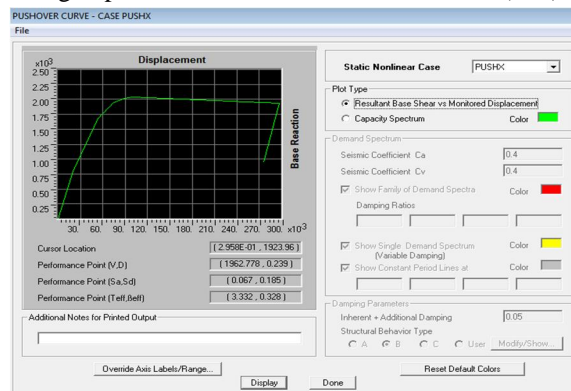 PUSHOVER CURVE - CASE PUSHX
File
Displacement
x10³
2.50
2.25
2.00
1.75
1.50
1.25
1.00
0.75
0.50
0.25
30. 60. 90. 120. 150. 180. 210. 240. 270. 300. x10⁻³
Base Reaction
Cursor Location
( 2.958E-01 , 1923.96 )
Performance Point (V,D)
( 1962.778 , 0.239 )
Performance Point (Sa,Sd)
( 0.067 , 0.185 )
Performance Point (Teff,Beff)
( 3.332 , 0.328 )
Additional Notes for Printed Output
Override Axis Labels/Range...
Static Nonlinear Case PUSHX
Plot Type
Resultant Base Shear vs Monitored Displacement
Capacity Spectrum Color
Demand Spectrum
Seismic Coefficient Ca 0.4
Seismic Coefficient Cv 0.4
Show Family of Demand Spectra Color
Damping Ratios
Show Single Demand Spectrum Color
(Variable Damping)
Show Constant Period Lines at Color
Damping Parameters
Inherent + Additional Damping 0.05
Structural Behavior Type
A B C User Modify/Show...
Reset Default Colors
Display Done